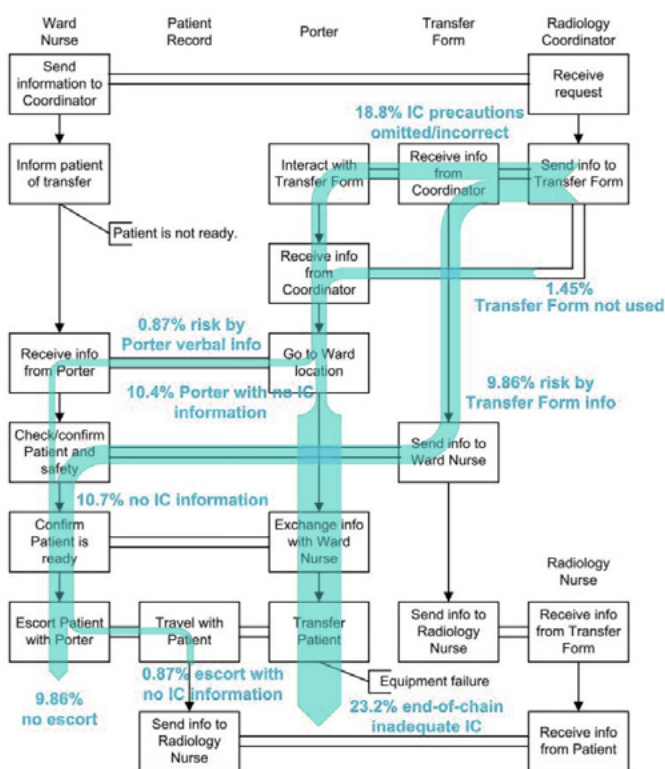 Ward
Nurse
Patient
Record
Porter
Transfer
Form
Radiology
Coordinator
Send
information to
Coordinator
Receive
request
18.8% IC precautions
omitted/incorrect
Inform patient
of transfer
Interact with
Transfer Form
Receive info
from
Coordinator
Send info to
Transfer Form
Patient is not ready.
Receive info
from
Coordinator
1.45%
Transfer Form not used
0.87% risk by
Porter verbal info
Receive info
from Porter
Go to Ward
location
10.4% Porter with no IC
information
9.86% risk by
Transfer Form info
Check/confirm
Patient and
safety
Send info to
Ward Nurse
10.7% no IC information
Confirm
Patient is
ready
Exchange info
with Ward
Nurse
Radiology
Nurse
Escort Patient
with Porter
Travel with
Patient
Transfer
Patient
Send info to
Radiology
Nurse
Receive info
from Transfer
Form
9.86%
no escort
0.87% escort with
no IC information
Equipment failure
23.2% end-of-chain
inadequate IC
Send info to
Radiology
Nurse
Receive info
from Patient